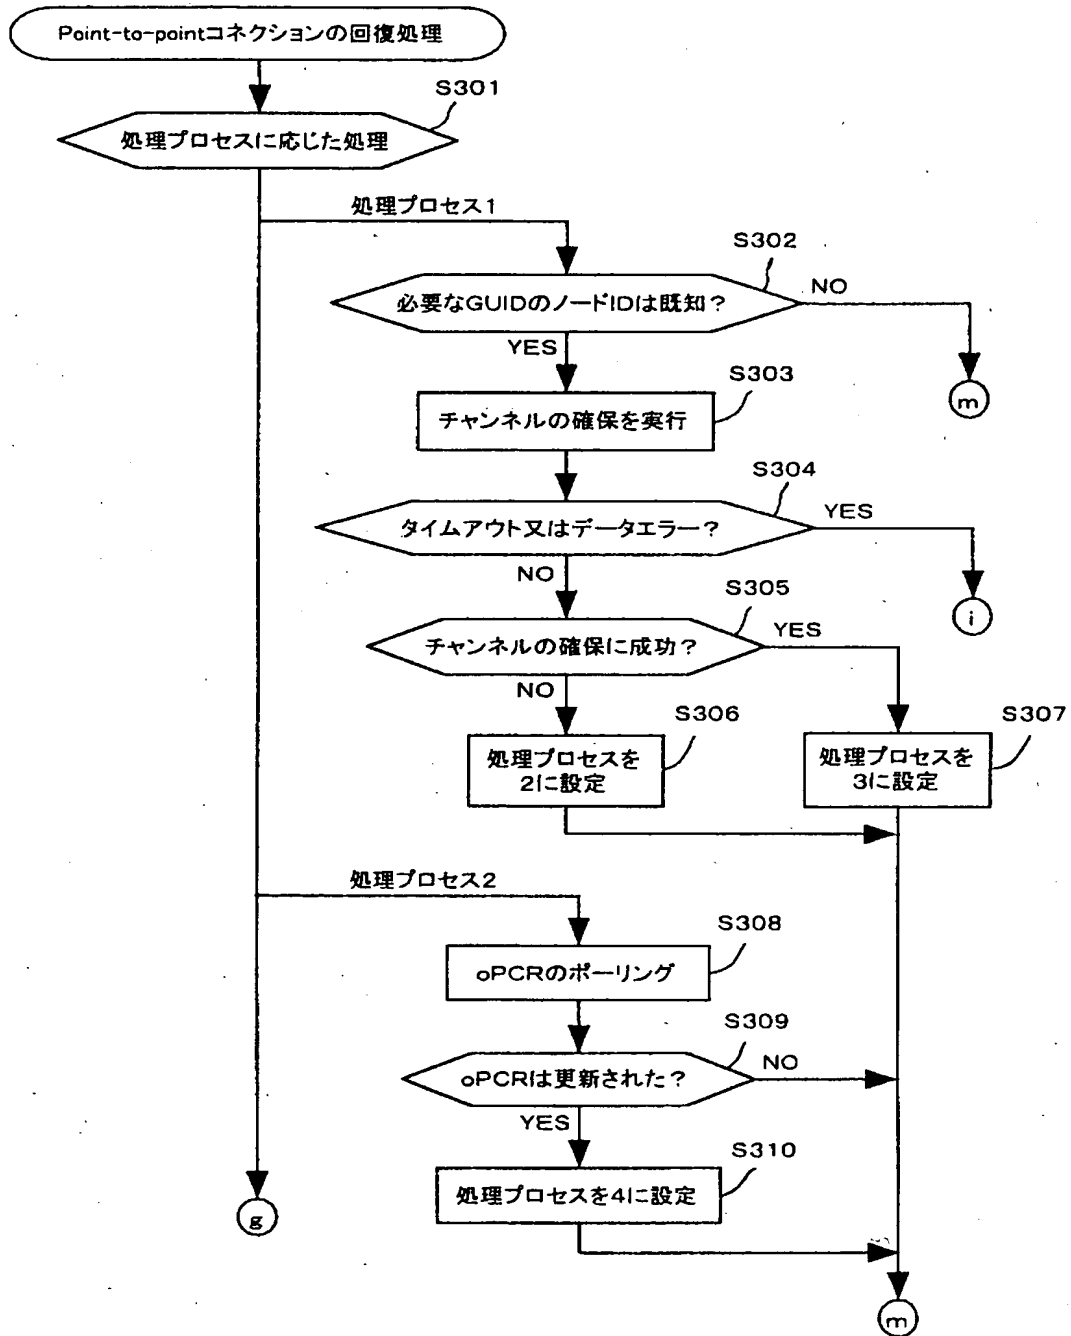 Point-to-pointコネクションの回復処理
S301
処理プロセスに応じた処理
処理プロセス1
S302
必要なGUIDのノードIDは既知？
NO
YES
m
S303
チャンネルの確保を実行
S304
タイムアウト又はデータエラー？
YES
NO
i
S305
チャンネルの確保に成功？
YES
NO
S306
処理プロセスを
2に設定
S307
処理プロセスを
3に設定
処理プロセス2
S308
oPCRのポーリング
S309
oPCRは更新された？
NO
YES
S310
処理プロセスを4に設定
g
m